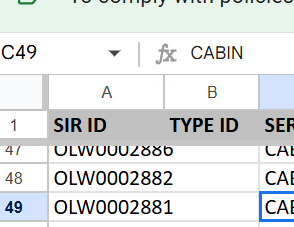 To comply with policies
C49 fx CABIN
A B
1 SIR ID TYPE ID SER
47 OLW0002886 CAB
48 OLW0002882 CAB
49 OLW0002881 CAB